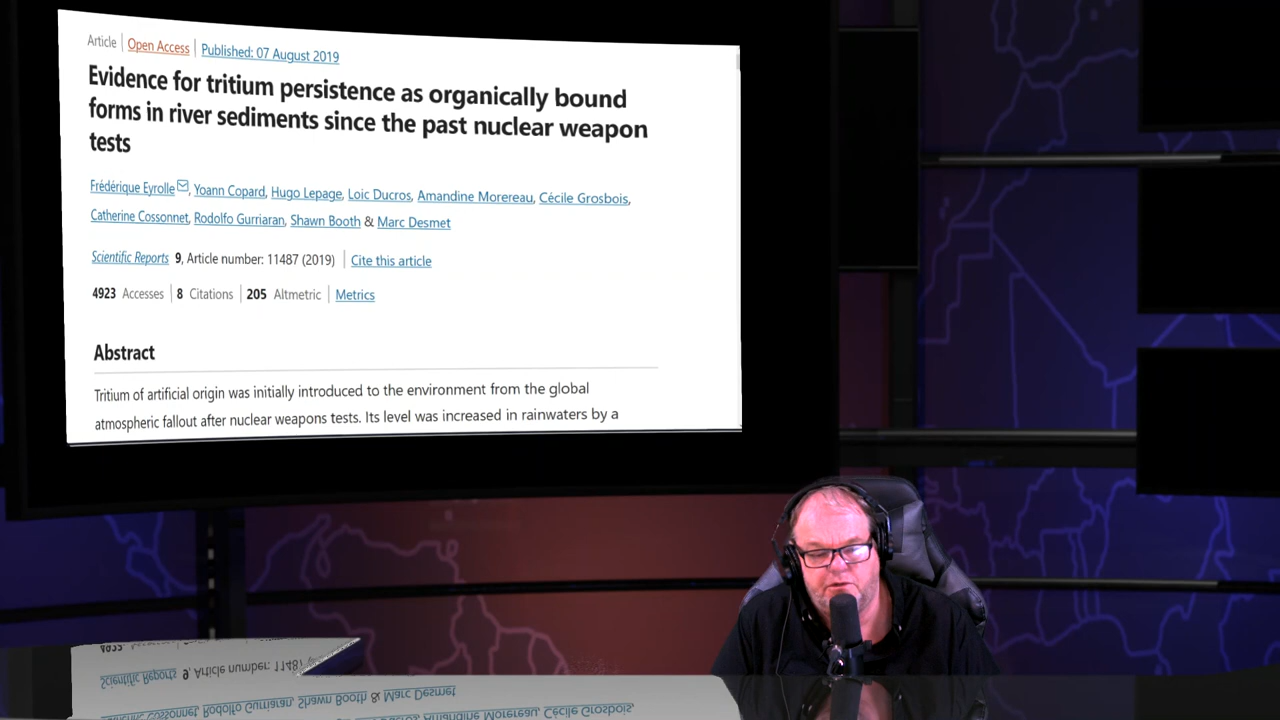 Article | Open Access | Published: 07 August 2019
Evidence for tritium persistence as organically bound
forms in river sediments since the past nuclear weapon
tests
Frédérique Eyrolle, Yoann Copard, Hugo Lepage, Loic Ducros, Amandine Morereau, Cécile Grosbois,
Catherine Cossonnet, Rodolfo Gurriaran, Shawn Booth & Marc Desmet
Scientific Reports 9, Article number: 11487 (2019) | Cite this article
4923 Accesses | 8 Citations | 205 Altmetric | Metrics
Abstract
Tritium of artificial origin was initially introduced to the environment from the global
atmospheric fallout after nuclear weapons tests. Its level was increased in rainwaters by a